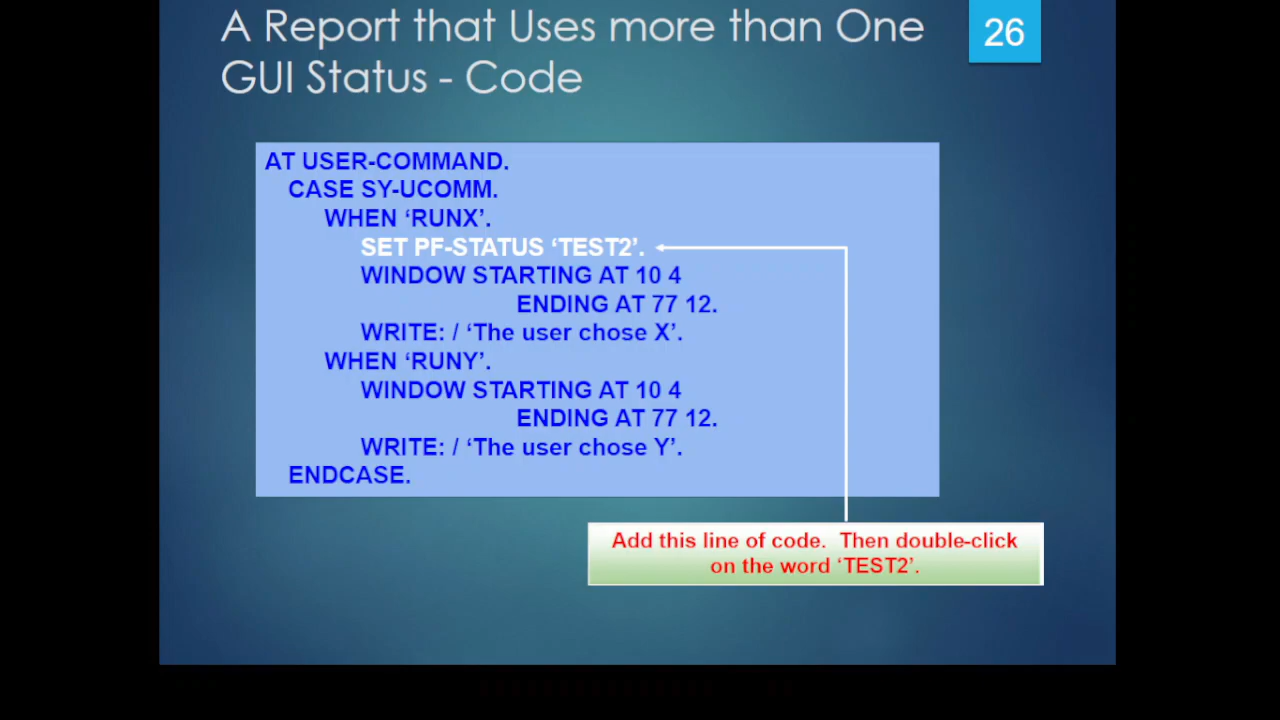 A Report that Uses more than One
GUI Status - Code
26
AT USER-COMMAND.
CASE SY-UCOMM.
WHEN ‘RUNX’.
SET PF-STATUS ‘TEST2’.
WINDOW STARTING AT 10 4
ENDING AT 77 12.
WRITE: / ‘The user chose X’.
WHEN ‘RUNY’.
WINDOW STARTING AT 10 4
ENDING AT 77 12.
WRITE: / ‘The user chose Y’.
ENDCASE.
Add this line of code. Then double-click
on the word ‘TEST2’.